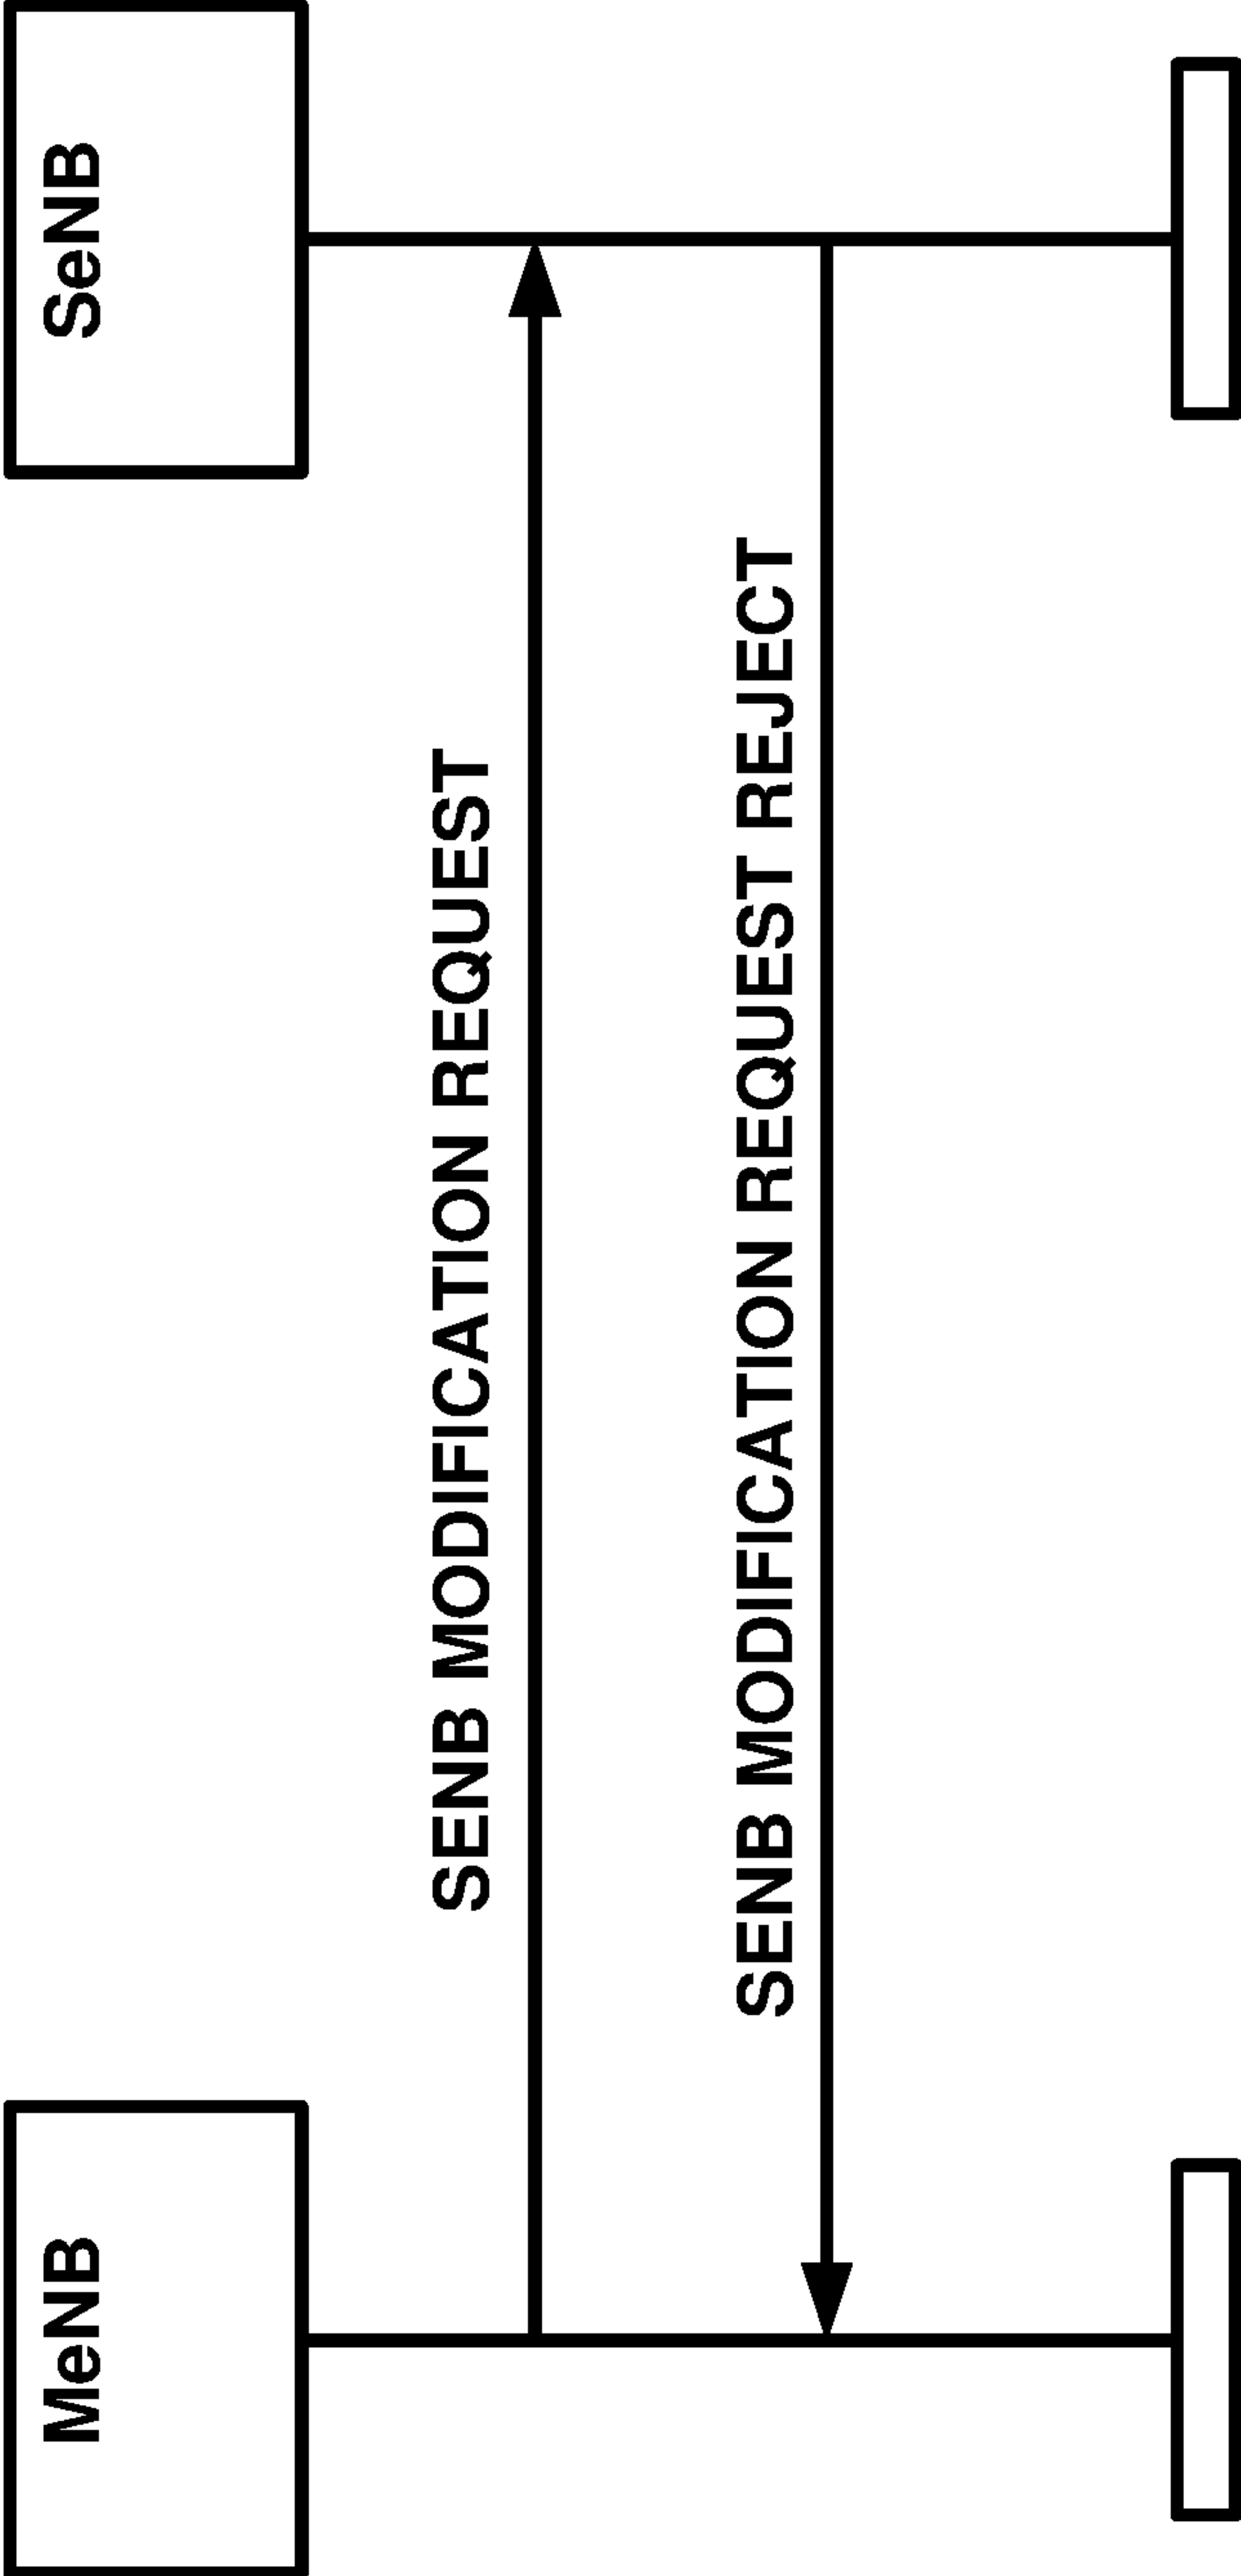 MeNB
SeNB
SENB MODIFICATION REQUEST
SENB MODIFICATION REQUEST REJECT